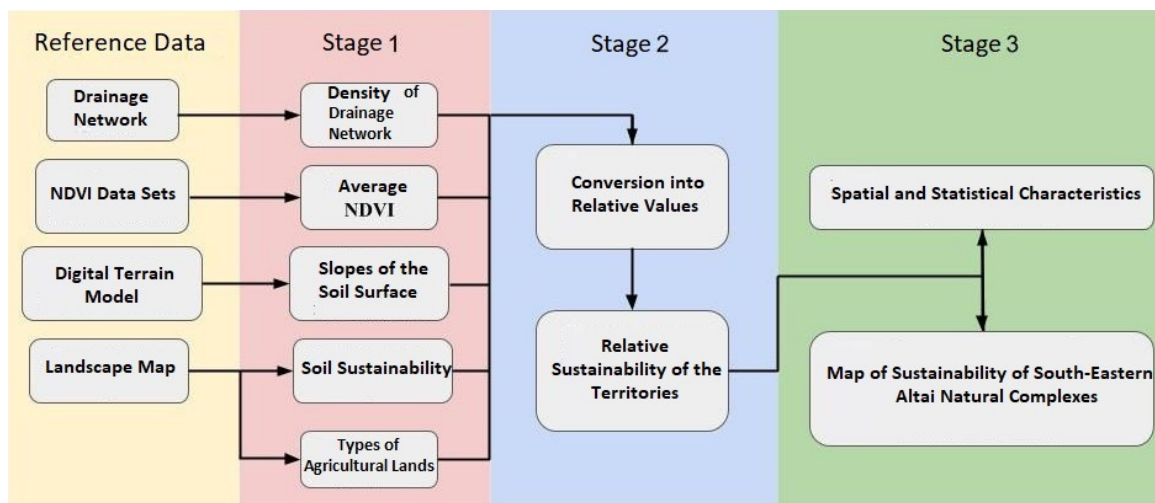 Reference Data
Stage 1
Stage 2
Stage 3
Drainage
Network
Density of
Drainage
Network
NDVI Data Sets
Average
NDVI
Digital Terrain
Model
Slopes of the
Soil Surface
Landscape Map
Soil Sustainability
Types of
Agricultural Lands
Conversion into
Relative Values
Relative
Sustainability of the
Territories
Spatial and Statistical Characteristics
Map of Sustainability of South-Eastern
Altai Natural Complexes